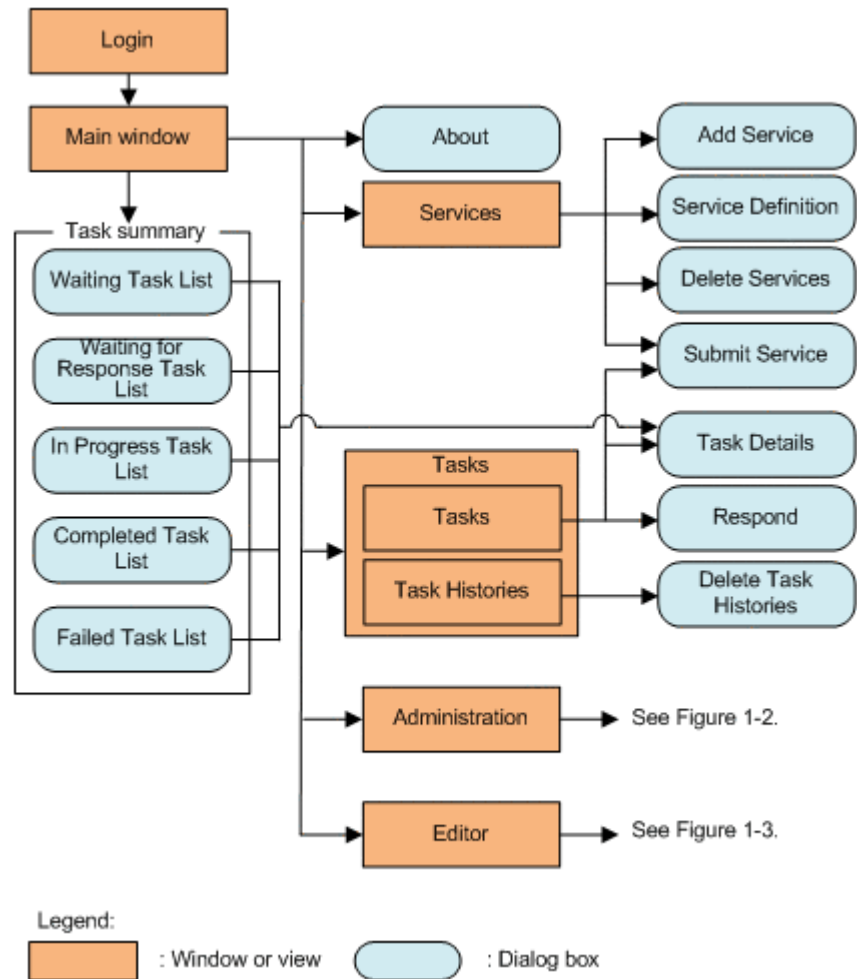 Login
Main window
About
Add Service
Services
Service Definition
Delete Services
Submit Service
Task summary
Waiting Task List
Waiting for
Response Task
List
In Progress Task
List
Completed Task
List
Failed Task List
Tasks
Tasks
Task Histories
Task Details
Respond
Delete Task
Histories
Administration
See Figure 1-2.
Editor
See Figure 1-3.
Legend:
: Window or view
: Dialog box